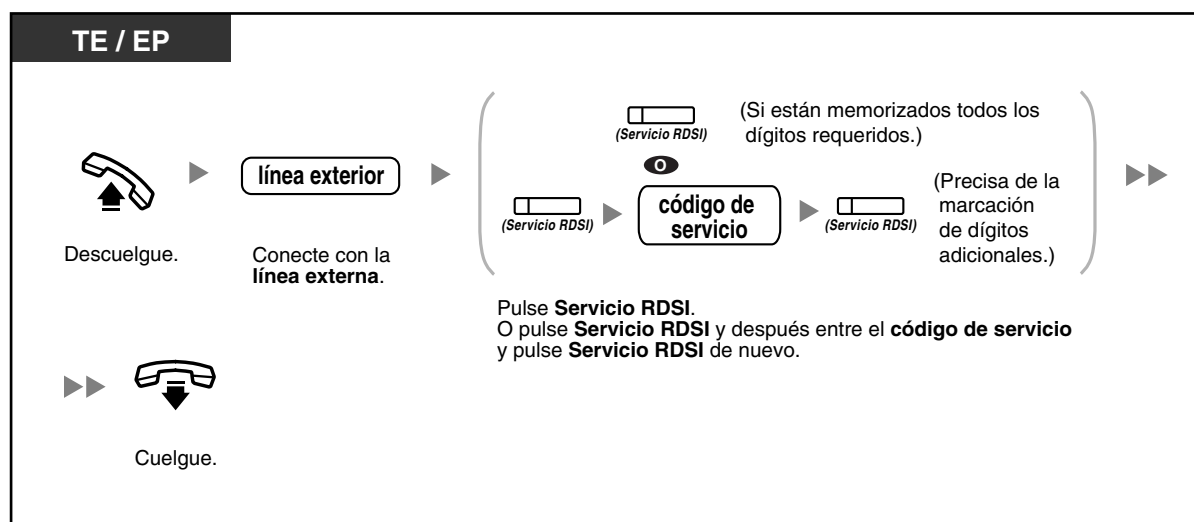 TE / EP
(Servicio RDSI)
(Si están memorizados todos los
dígitos requeridos.)
O
línea exterior
(Servicio RDSI)
código de
servicio
(Servicio RDSI)
(Precisa de la
marcación
de dígitos
adicionales.)
Descuelgue.
Conecte con la
línea externa.
Pulse Servicio RDSI.
O pulse Servicio RDSI y después entre el código de servicio
y pulse Servicio RDSI de nuevo.
Cuelgue.